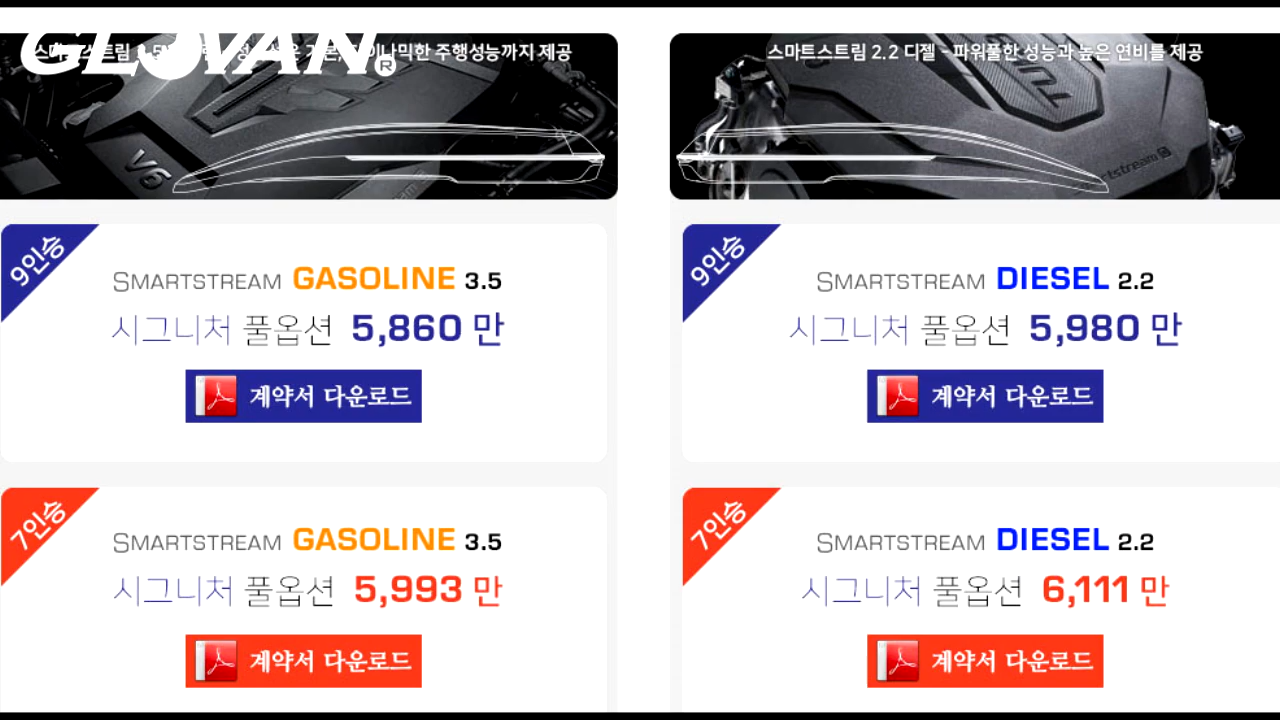 GLOVAN®
주행성능까지 제공
스마트스트림 2.2 디젤 - 파워풀한 성능과 높은 연비를 제공
V6
smartstream
9인승
SMARTSTREAM GASOLINE 3.5
시그니처 풀옵션 5,860 만
계약서 다운로드
9인승
SMARTSTREAM DIESEL 2.2
시그니처 풀옵션 5,980 만
계약서 다운로드
7인승
SMARTSTREAM GASOLINE 3.5
시그니처 풀옵션 5,993 만
계약서 다운로드
7인승
SMARTSTREAM DIESEL 2.2
시그니처 풀옵션 6,111 만
계약서 다운로드